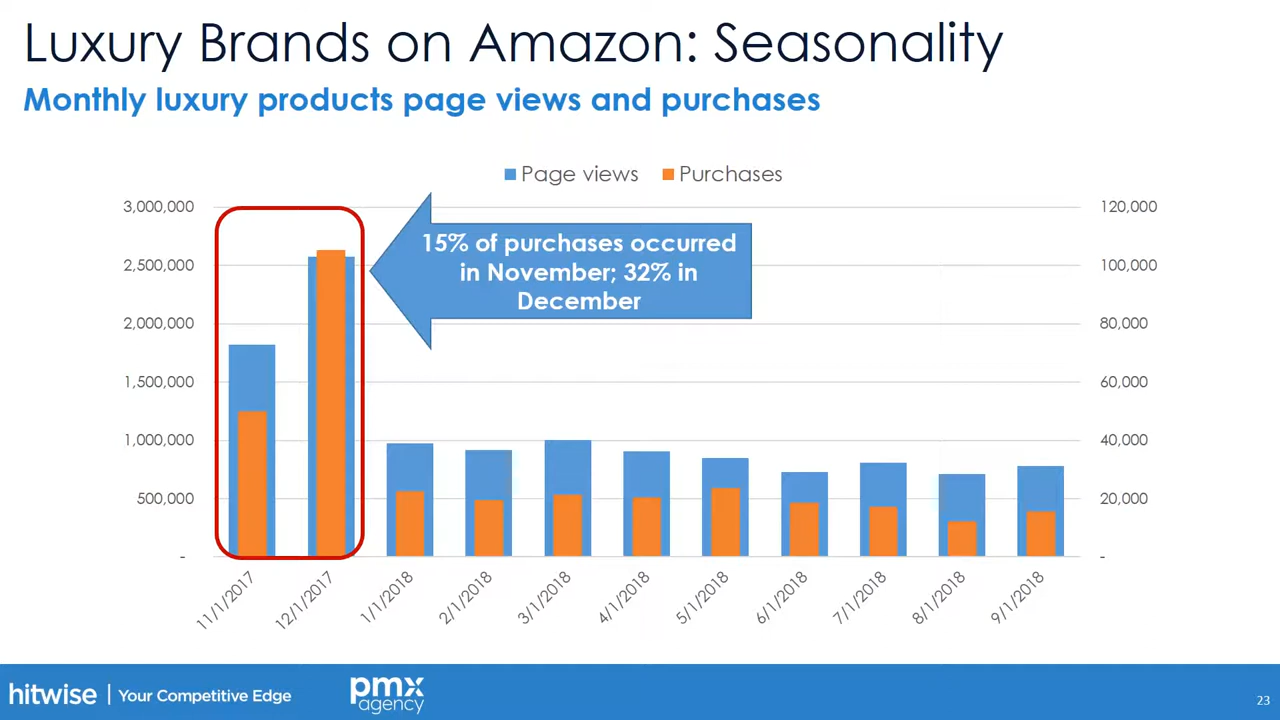 Luxury Brands on Amazon: Seasonality
Monthly luxury products page views and purchases
Page views Purchases
3,000,000
2,500,000
2,000,000
1,500,000
1,000,000
500,000
-
15% of purchases occurred
in November; 32% in
December
120,000
100,000
80,000
60,000
40,000
20,000
-
11/1/2017
12/1/2017
1/1/2018
2/1/2018
3/1/2018
4/1/2018
5/1/2018
6/1/2018
7/1/2018
8/1/2018
9/1/2018
hitwise | Your Competitive Edge
pmx
agency
23